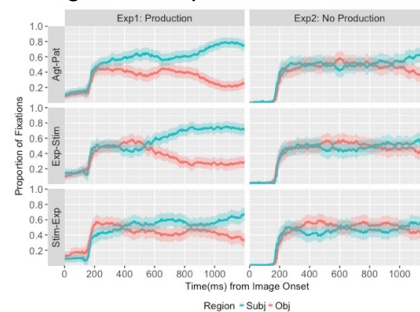 Exp1: Production Exp2: No Production
1.0
0.8
0.6
0.4
0.2
Agt-Pat
1.0
0.8
0.6
0.4
0.2
Exp-Stim
1.0
0.8
0.6
0.4
0.2
Stim-Exp
Proportion of Fixations
0 200 400 600 800 1000 0 200 400 600 800 1000
Time(ms) from Image Onset
Region Subj Obj